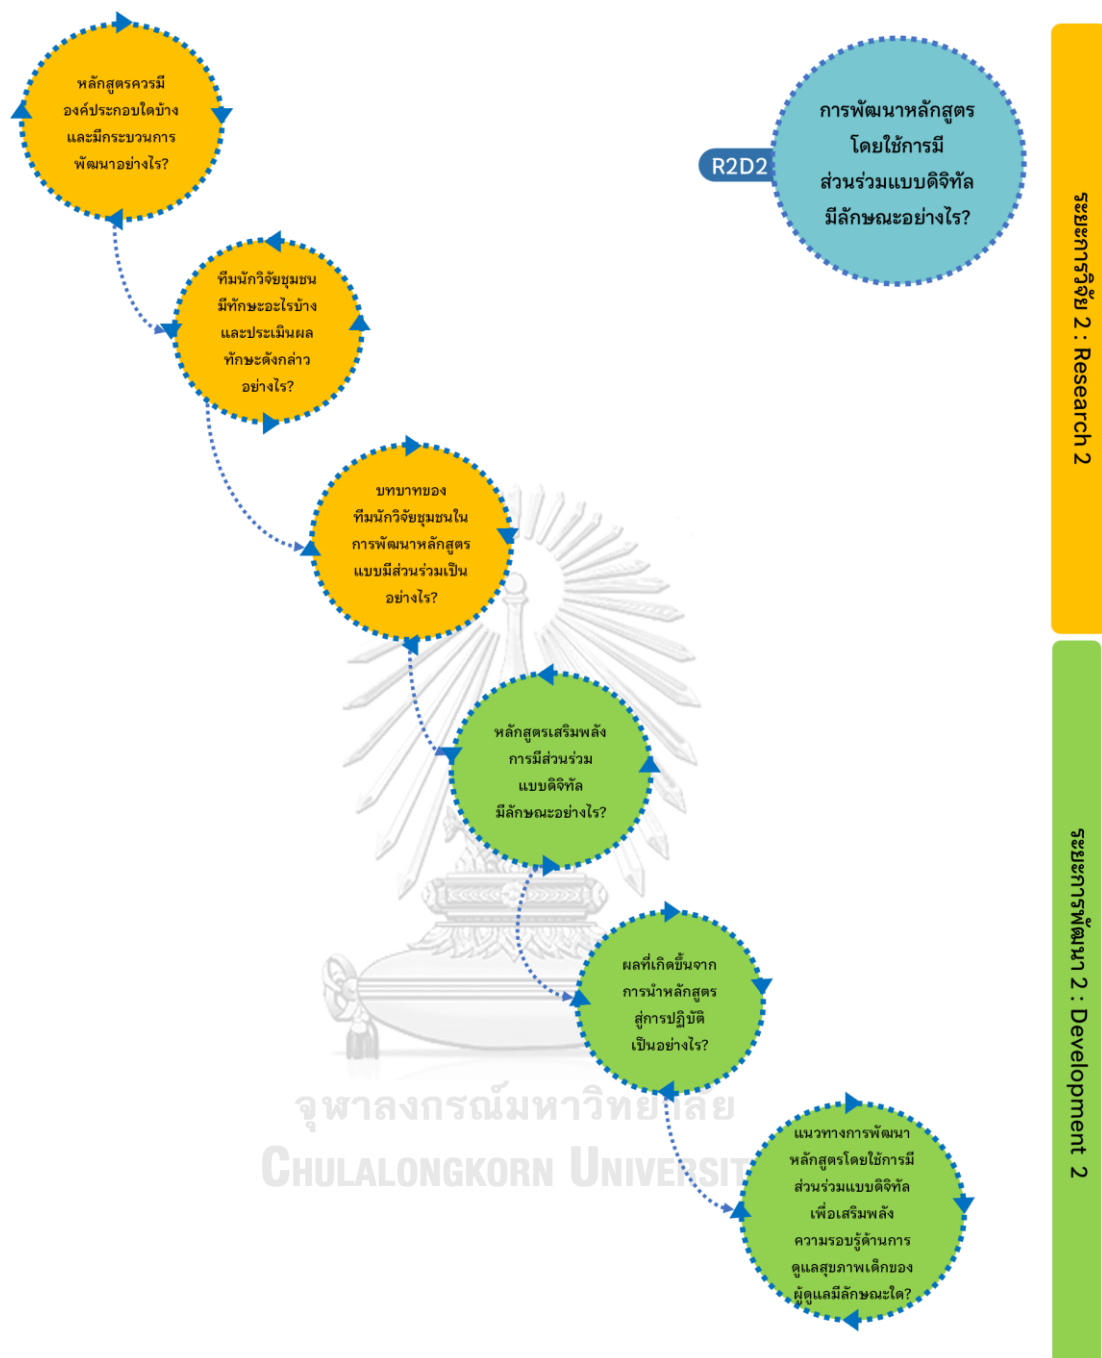 หลักสูตรควรมี
องค์ประกอบใดบ้าง
และมีกระบวนการ
พัฒนาอย่างไร?
การพัฒนาหลักสูตร
โดยใช้การมี
ส่วนร่วมแบบดิจิทัล
มีลักษณะอย่างไร?
R2D2
ระยะการวิจัย 2 : Research 2
ทีมนักวิจัยชุมชน
มีทักษะอะไรบ้าง
และประเมินผล
ทักษะดังกล่าว
อย่างไร?
บทบาทของ
ทีมนักวิจัยชุมชนใน
การพัฒนาหลักสูตร
แบบมีส่วนร่วมเป็น
อย่างไร?
หลักสูตรเสริมพลัง
การมีส่วนร่วม
แบบดิจิทัล
มีลักษณะอย่างไร?
ระยะการพัฒนา 2 : Development 2
ผลที่เกิดขึ้นจาก
การนำหลักสูตร
สู่การปฏิบัติ
เป็นอย่างไร?
จุฬาลงกรณ์มหาวิทยาลัย
CHULALONGKORN UNIVERSIT
แนวทางการพัฒนา
หลักสูตรโดยใช้การมี
ส่วนร่วมแบบดิจิทัล
เพื่อเสริมพลัง
ความรอบรู้ด้านการ
ดูแลสุขภาพเด็กของ
ผู้ดูแลมีลักษณะใด?